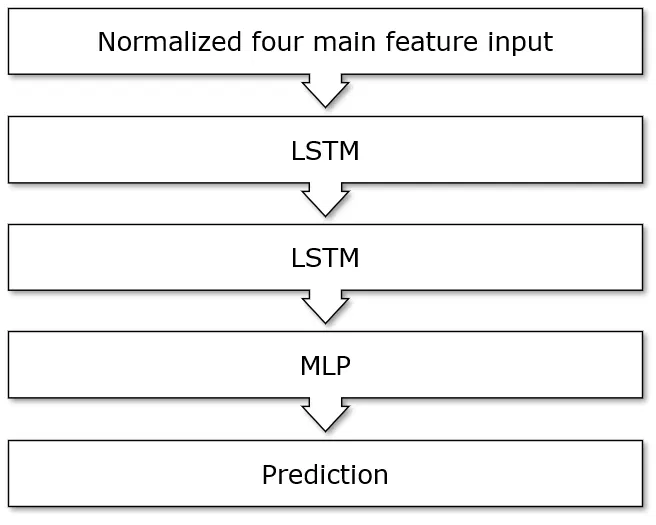 Normalized four main feature input
LSTM
LSTM
MLP
Prediction